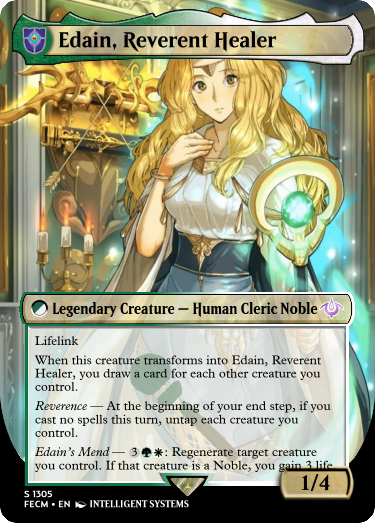 Edain, Reverent Healer
Legendary Creature — Human Cleric Noble
Lifelink
When this creature transforms into Edain, Reverent
Healer, you draw a card for each other creature you
control.
Reverence — At the beginning of your end step, if you
cast no spells this turn, untap each creature you
control.
Edain's Mend — 3 : Regenerate target creature
you control. If that creature is a Noble, you gain 3 life.
1/4
S 1305
FECM • EN INTELLIGENT SYSTEMS